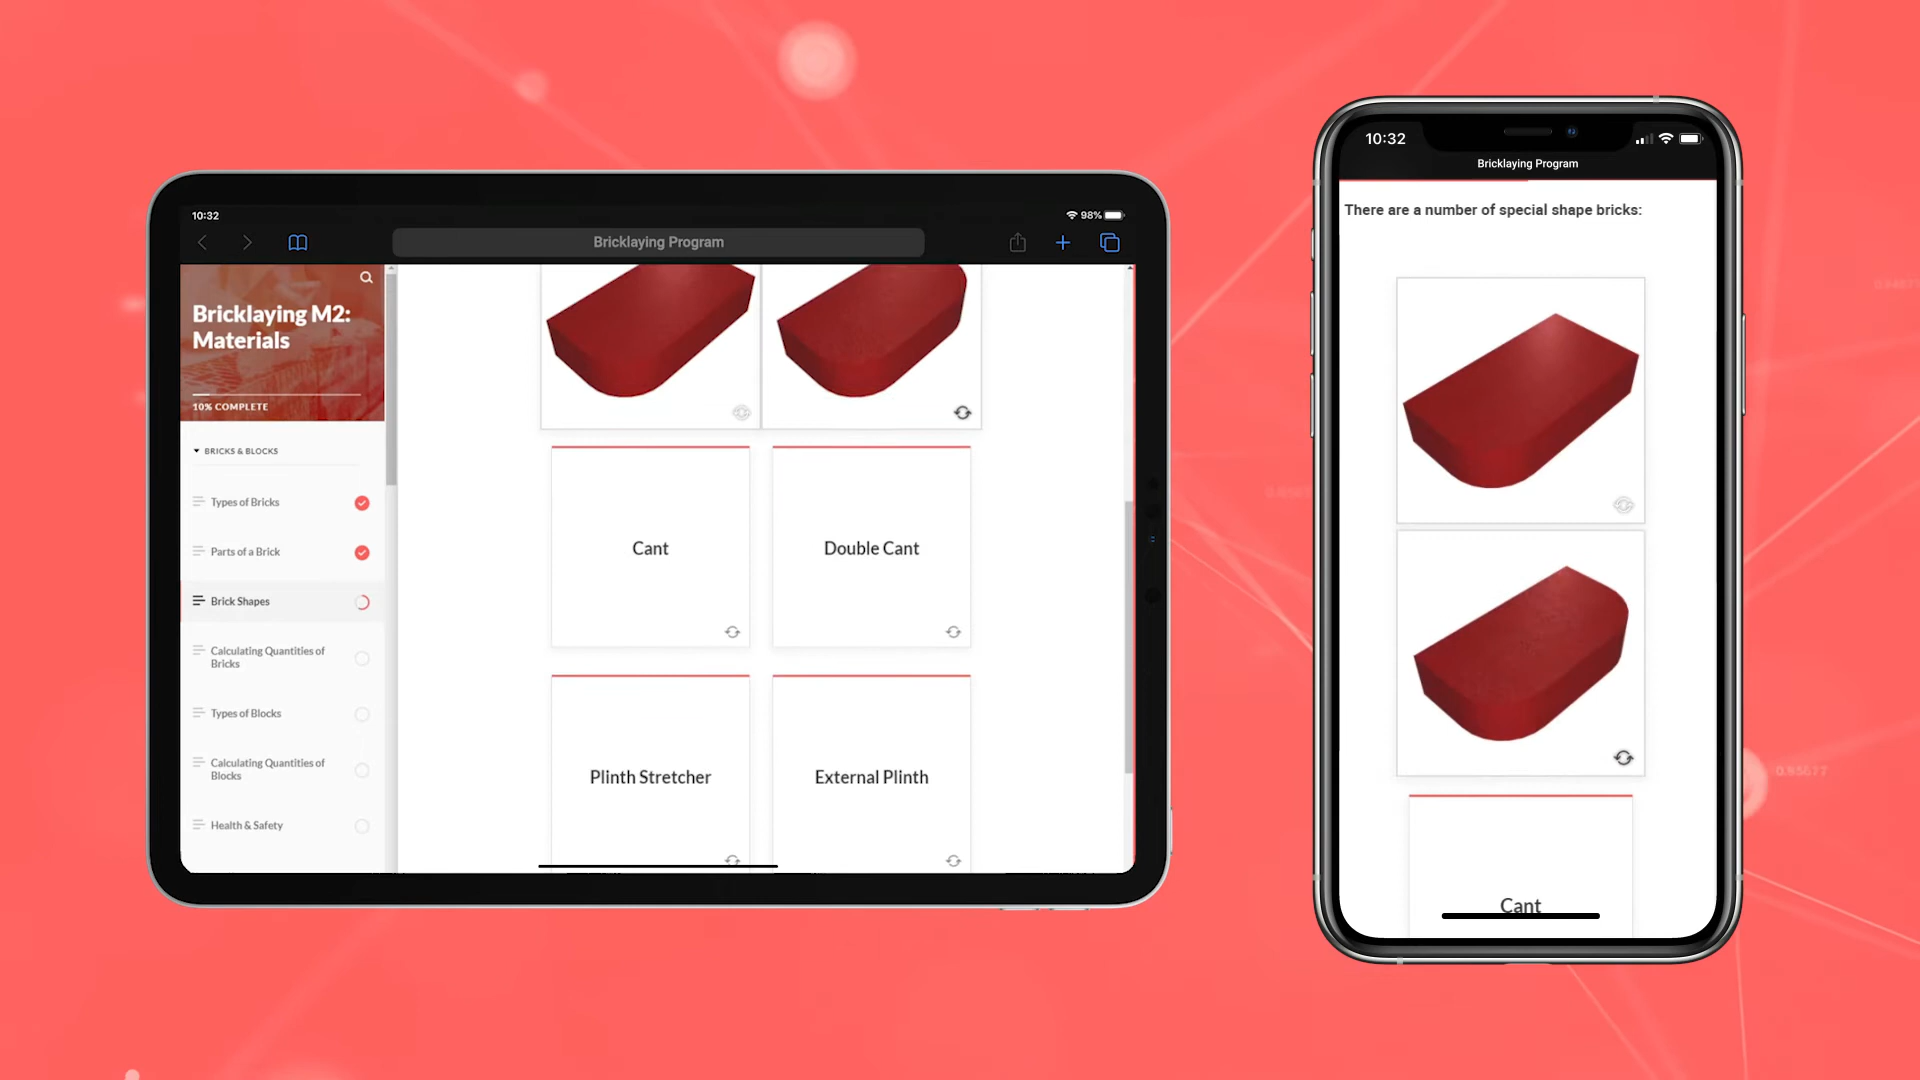 10:32
98%
Bricklaying Program
Bricklaying M2:
Materials
10% COMPLETE
BRICKS & BLOCKS
Types of Bricks
Parts of a Brick
Brick Shapes
Calculating Quantities of
Bricks
Types of Blocks
Calculating Quantities of
Blocks
Health & Safety
Cant
Double Cant
Plinth Stretcher
External Plinth
10:32
Bricklaying Program
There are a number of special shape bricks:
Cant
0.95677